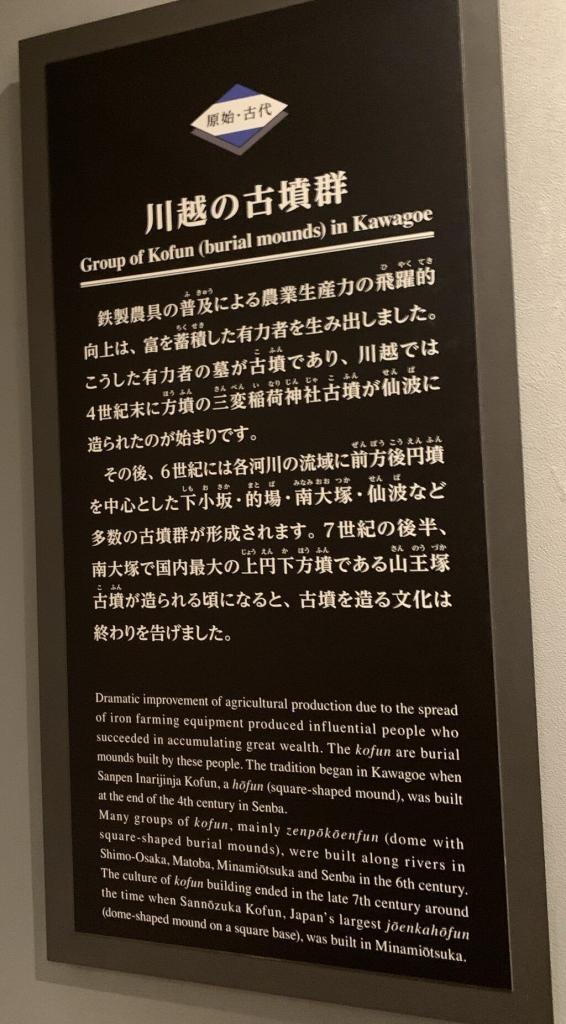 原始・古代
川越の古墳群
Group of Kofun (burial mounds) in Kawagoe
鉄製農具の普及による農業生産力の飛躍的
向上は、富を蓄積した有力者を生み出しました。
こうした有力者の墓が古墳であり、川越では
4世紀末に方墳の三変稲荷神社古墳が仙波に
造られたのが始まりです。
その後、6世紀には各河川の流域に前方後円墳
を中心とした下小坂・的場・南大塚・仙波など
多数の古墳群が形成されます。7世紀の後半、
南大塚で国内最大の上円下方墳である山王塚
古墳が造られる頃になると、古墳を造る文化は
終わりを告げました。
Dramatic improvement of agricultural production due to the spread
of iron farming equipment produced influential people who
succeeded in accumulating great wealth. The kofun are burial
mounds built by these people. The tradition began in Kawagoe when
Sanpen Inarijinja Kofun, a hōfun (square-shaped mound), was built
at the end of the 4th century in Senba.
Many groups of kofun, mainly zenpōkōenfun (dome with
square-shaped burial mounds), were built along rivers in
Shimo-Osaka, Matoba, Minamiōtsuka and Senba in the 6th century.
The culture of kofun building ended in the late 7th century around
the time when Sannōzuka Kofun, Japan's largest jōenkahōfun
(dome-shaped mound on a square base), was built in Minamiōtsuka.